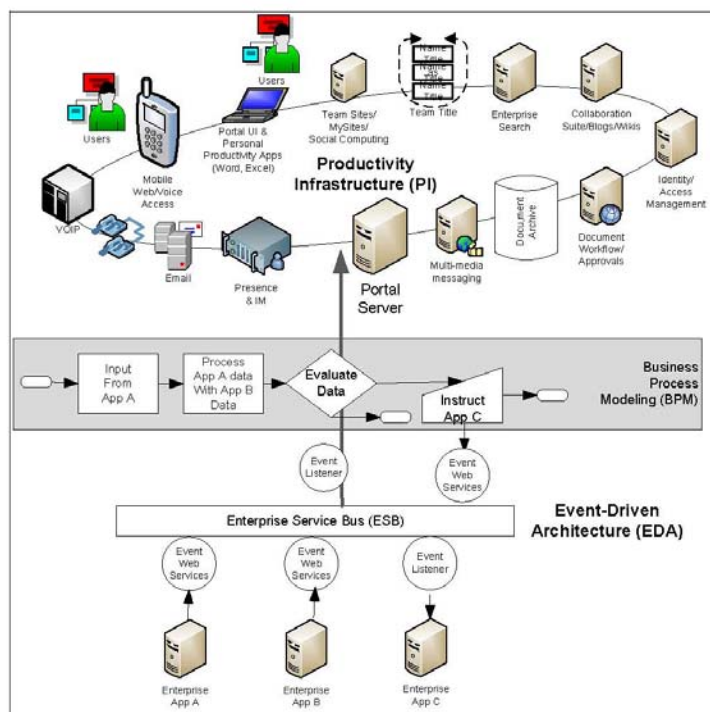 Users
Users
Mobile
Web/Voice
Access
Portal UI &
Personal
Productivity Apps
(Word, Excel)
Team Sites/
MySites/
Social Computing
Name
Title
Name
Title
Name
Title
Team Title
Enterprise
Search
Collaboration
Suite/Blogs/Wikis
Identity/
Access
Management
Productivity
Infrastructure (PI)
VOIP
Email
Presence
& IM
Portal
Server
Multi-media
messaging
Document
Archive
Document
Workflow/
Approvals
Input
From
App A
Process
App A data
With App B
Data
Evaluate
Data
Instruct
App C
Business
Process
Modeling (BPM)
Event
Listener
Event
Web
Services
Enterprise Service Bus (ESB)
Event-Driven
Architecture (EDA)
Event
Web
Services
Event
Web
Services
Event
Listener
Enterprise
App A
Enterprise
App B
Enterprise
App C